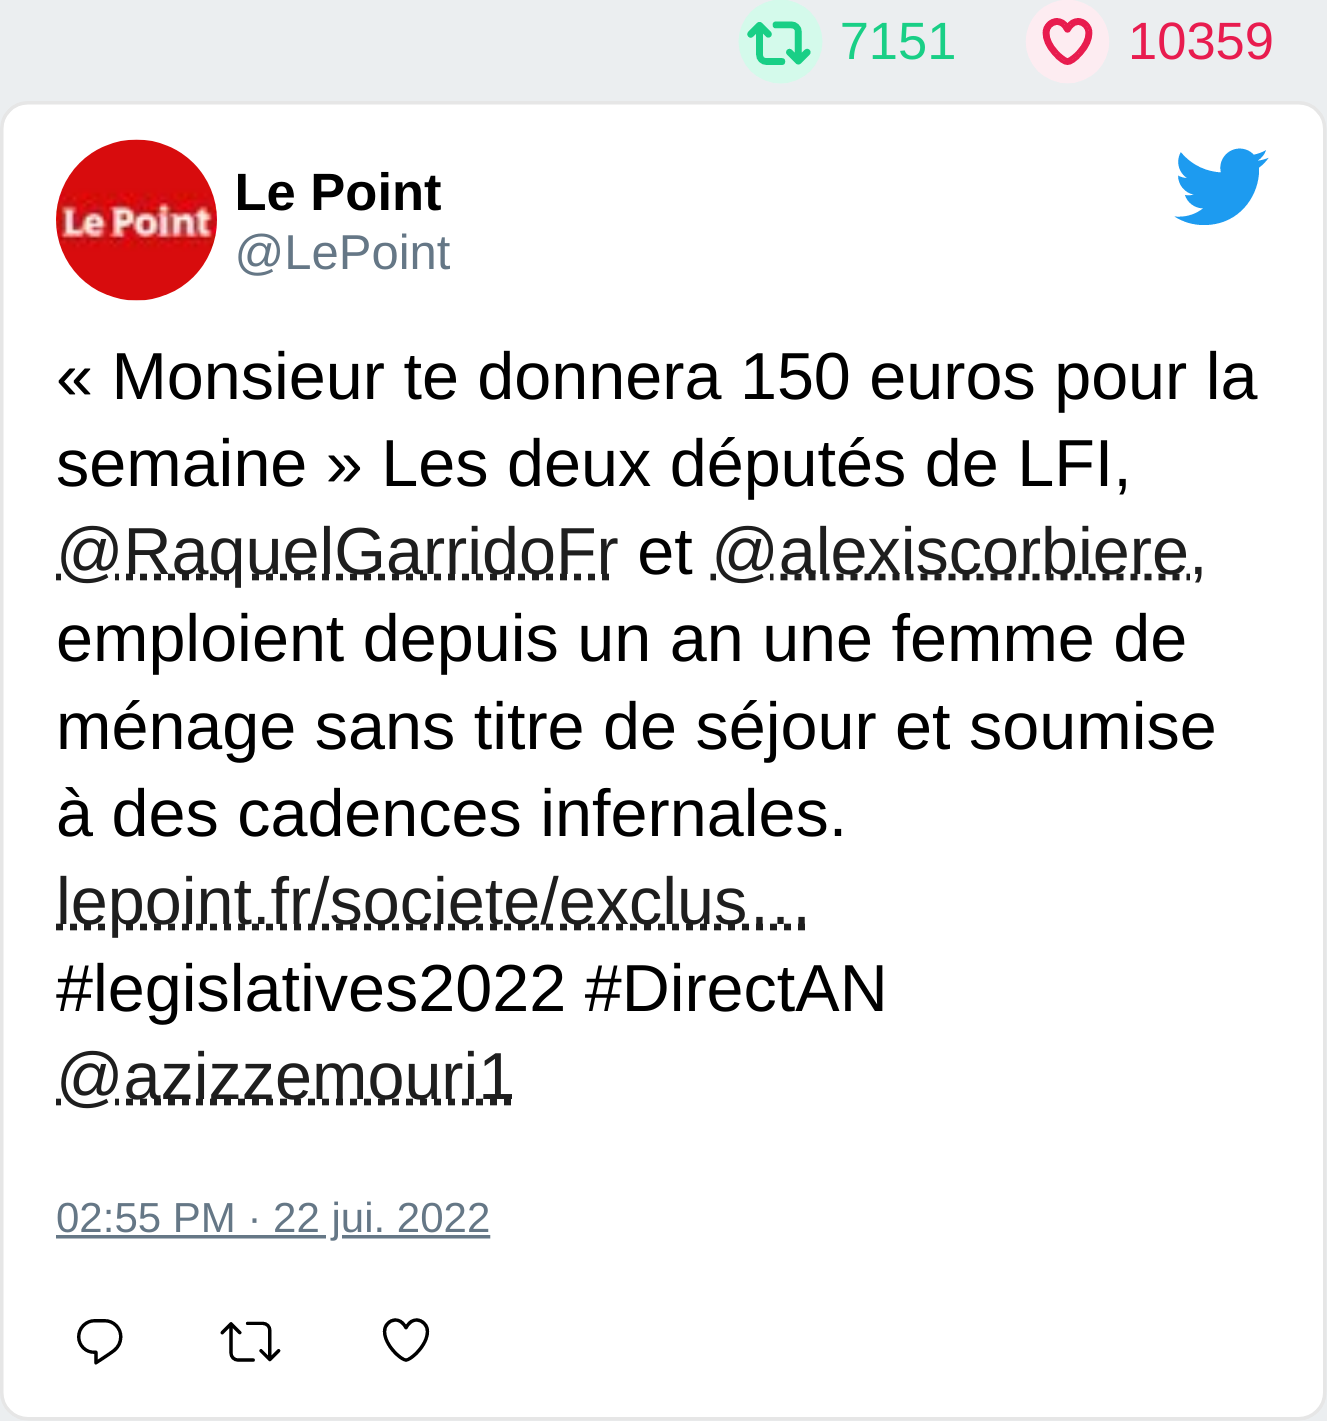 7151 10359
Le Point
Le Point
@LePoint
« Monsieur te donnera 150 euros pour la
semaine » Les deux députés de LFI,
@RaquelGarridoFr et @alexiscorbiere,
emploient depuis un an une femme de
ménage sans titre de séjour et soumise
à des cadences infernales.
lepoint.fr/societe/exclus...
#legislatives2022 #DirectAN
@azizzemouri1
02:55 PM · 22 jui. 2022